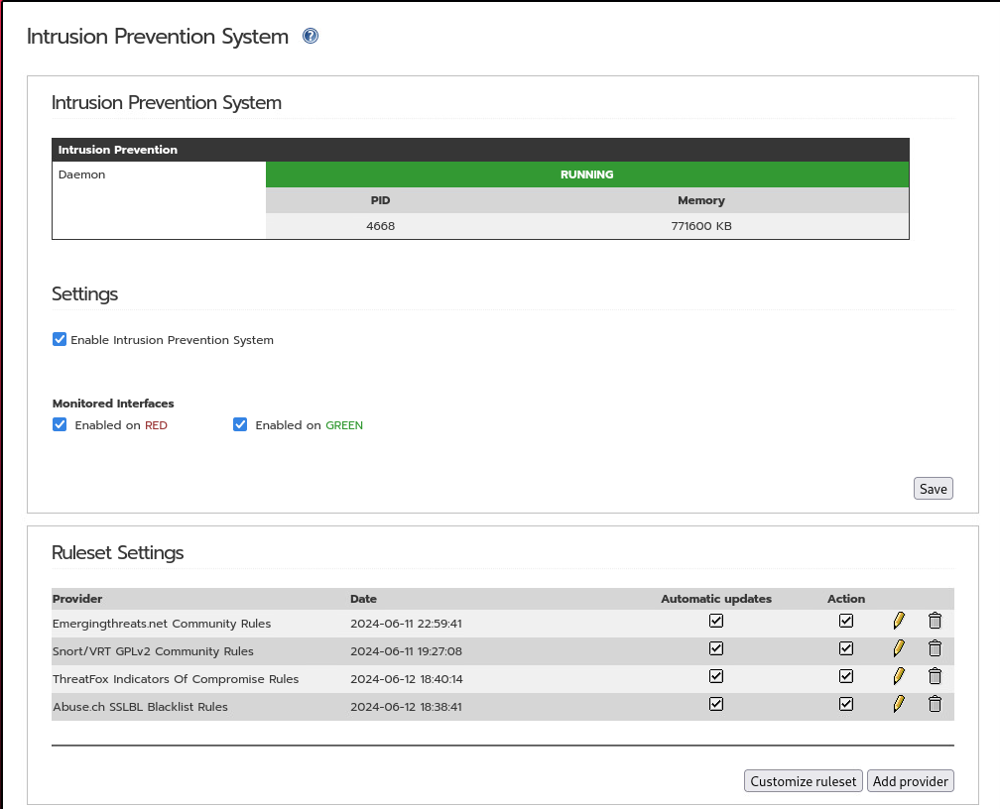 Intrusion Prevention System
Intrusion Prevention System
Intrusion Prevention
Daemon RUNNING
PID Memory
4668 771600 KB
Settings
Enable Intrusion Prevention System
Monitored Interfaces
Enabled on RED Enabled on GREEN
Save
Ruleset Settings
Provider Date Automatic updates Action
Emergingthreats.net Community Rules 2024-06-11 22:59:41
Snort/VRT GPLv2 Community Rules 2024-06-11 19:27:08
ThreatFox Indicators Of Compromise Rules 2024-06-12 18:40:14
Abuse.ch SSLBL Blacklist Rules 2024-06-12 18:38:41
Customize ruleset Add provider